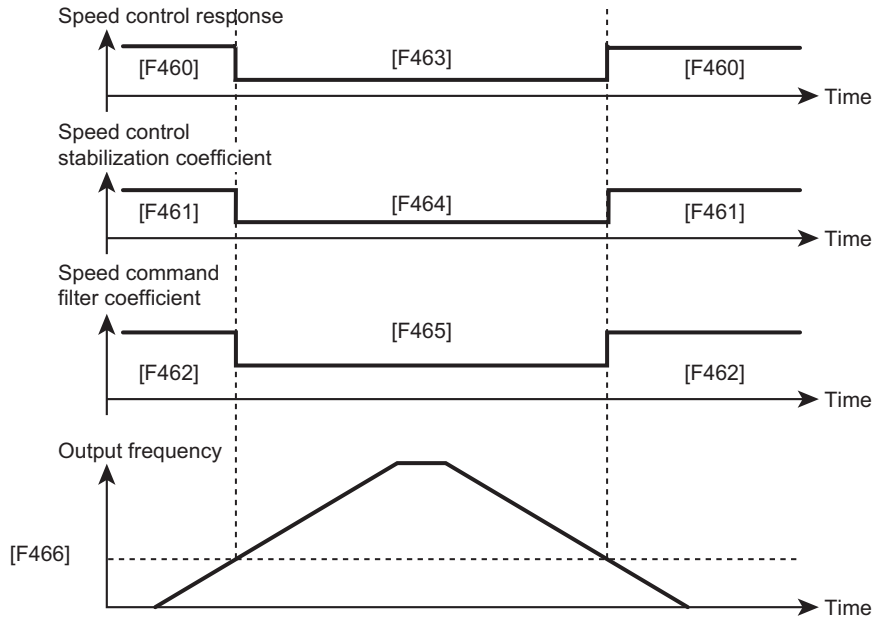 Speed control response
[F460]
[F463]
[F460]
Time
Speed control
stabilization coefficient
[F461]
[F464]
[F461]
Time
Speed command
filter coefficient
[F465]
[F462]
[F462]
Time
Output frequency
[F466]
Time